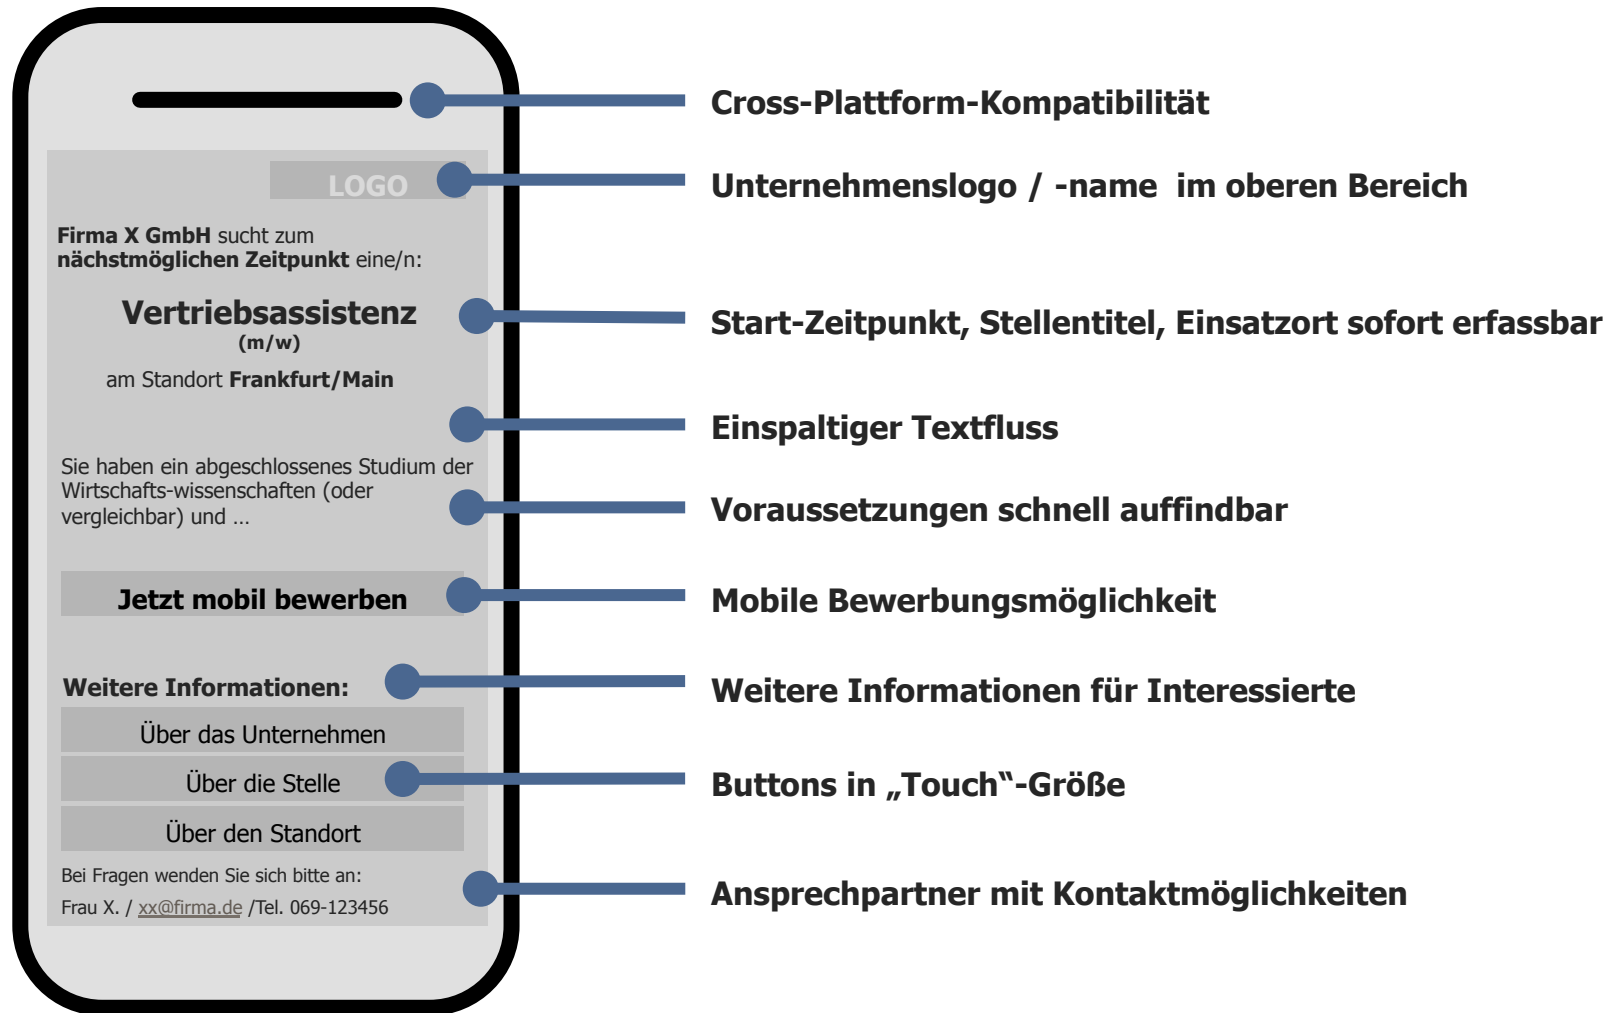 Cross-Plattform-Kompatibilität
LOGO
Unternehmenslogo / -name  im oberen Bereich
Firma X GmbH sucht zum
nächstmöglichen Zeitpunkt eine/n:
Vertriebsassistenz
(m/w)
am Standort Frankfurt/Main
Start-Zeitpunkt, Stellentitel, Einsatzort sofort erfassbar
Einspaltiger Textfluss
Sie haben ein abgeschlossenes Studium der
Wirtschafts-wissenschaften (oder
vergleichbar) und ...
Voraussetzungen schnell auffindbar
Jetzt mobil bewerben
Mobile Bewerbungsmöglichkeit
Weitere Informationen:
Weitere Informationen für Interessierte
Über das Unternehmen
Über die Stelle
Buttons in „Touch“-Größe
Über den Standort
Bei Fragen wenden Sie sich bitte an:
Frau X. / xx@firma.de /Tel. 069-123456
Ansprechpartner mit Kontaktmöglichkeiten